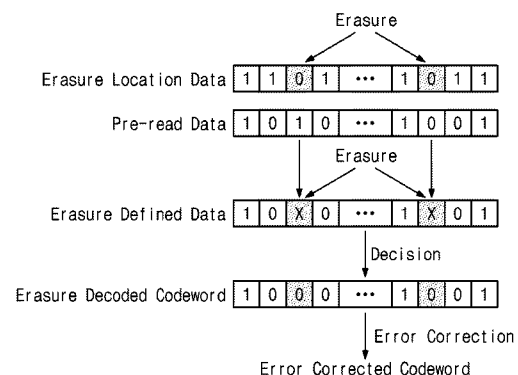 Erasure
Erasure Location Data 1 1 0 1 ••• 1 0 1 1
Pre-read Data 1 0 1 0 ••• 1 0 0 1
Erasure
Erasure Defined Data 1 0 X 0 ••• 1 X 0 1
Decision
Erasure Decoded Codeword 1 0 0 0 ••• 1 0 0 1
Error Correction
Error Corrected Codeword